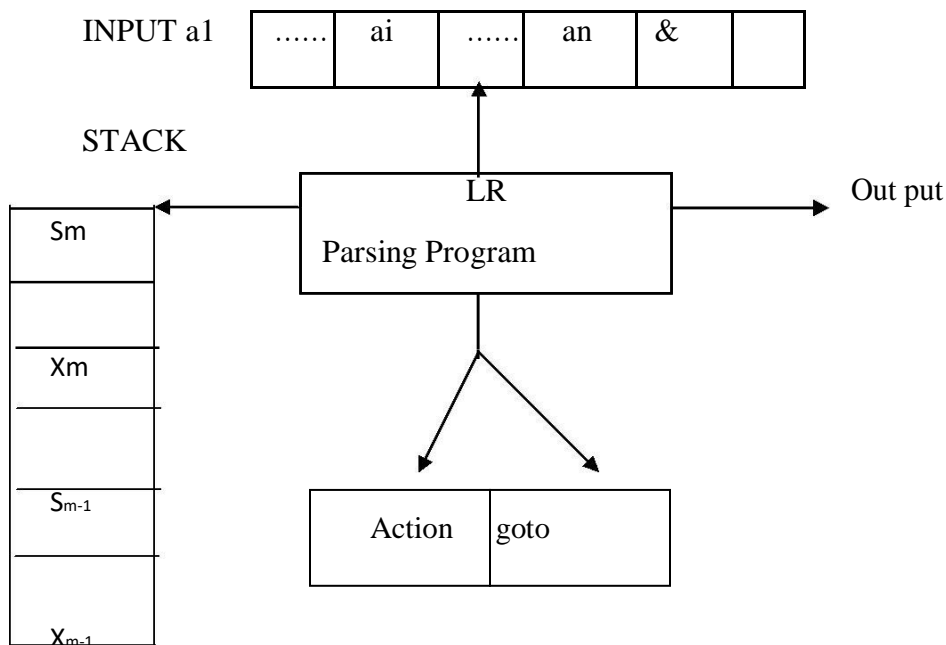 INPUT a1 ...... ai ...... an &
STACK
LR
Parsing Program
Out put
Sm
Xm
Sm-1
Xm-1
Action goto